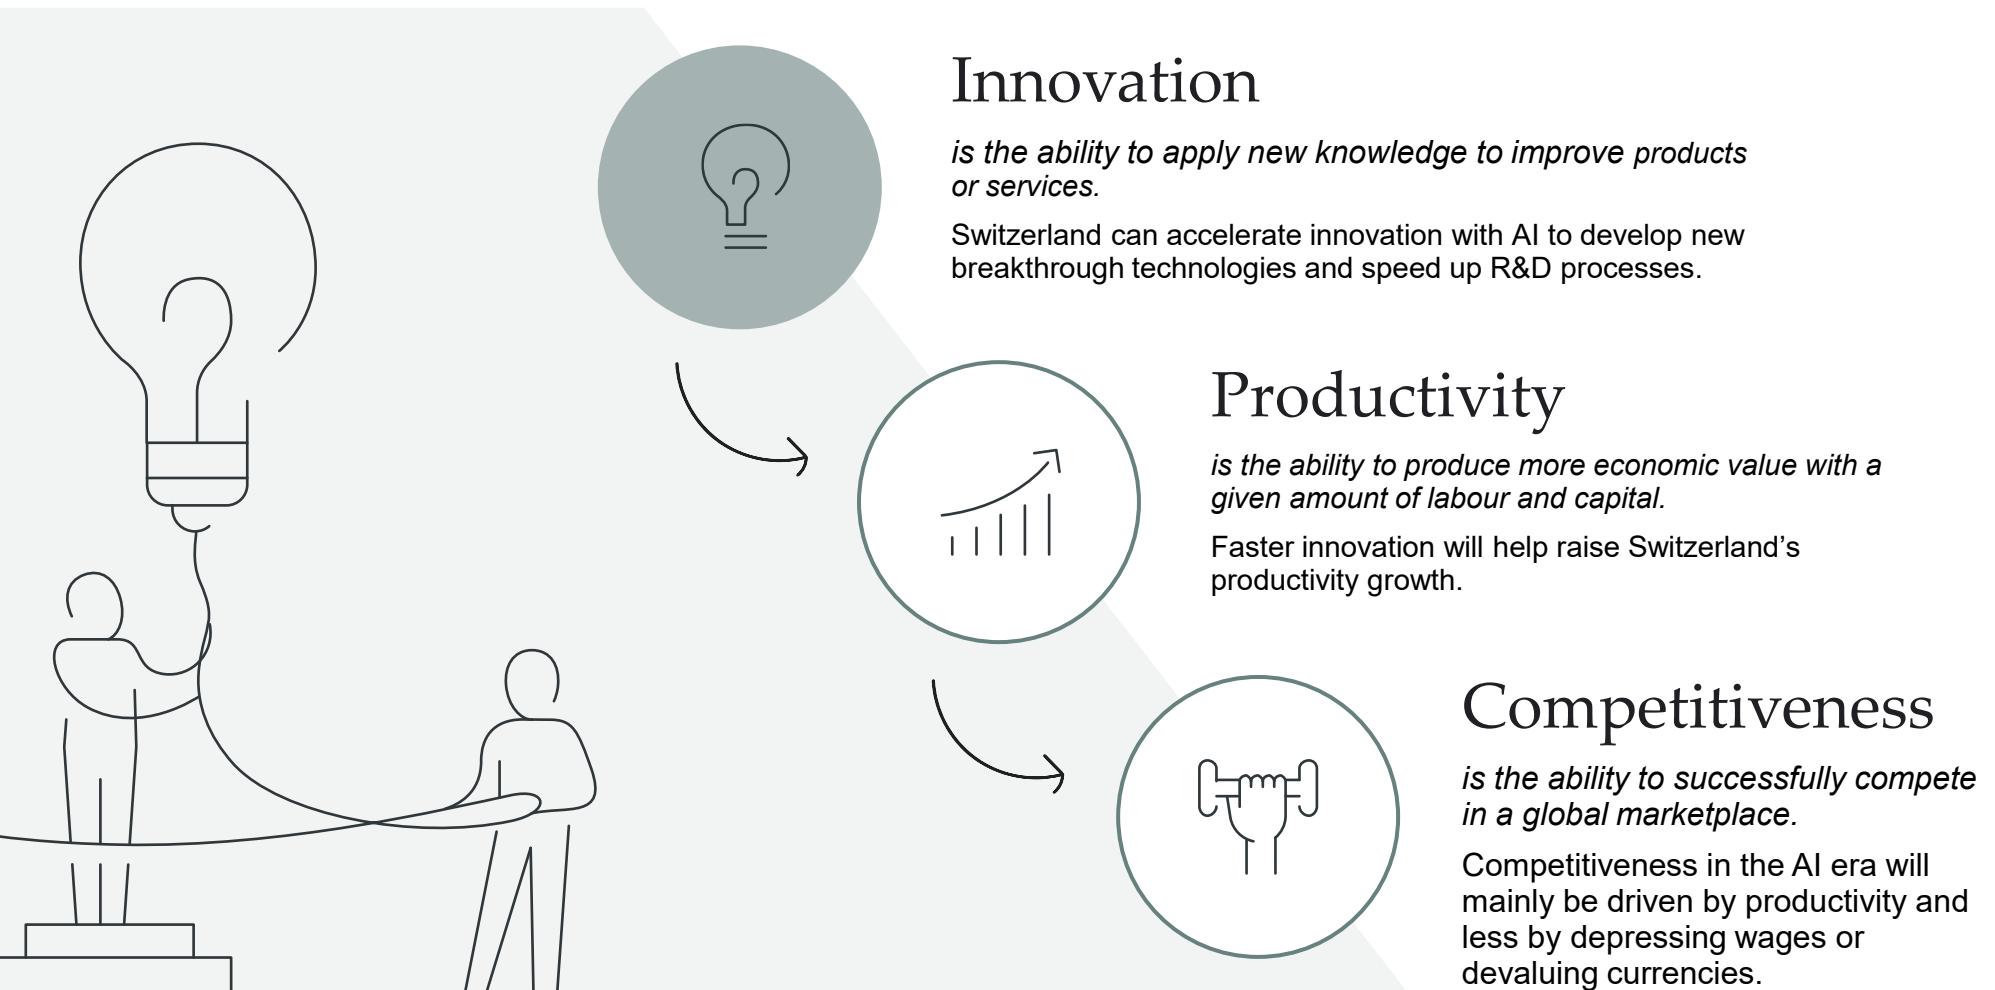 Innovation
is the ability to apply new knowledge to improve products
or services.
Switzerland can accelerate innovation with AI to develop new
breakthrough technologies and speed up R&D processes.
Productivity
is the ability to produce more economic value with a
given amount of labour and capital.
Faster innovation will help raise Switzerland’s
productivity growth.
Competitiveness
is the ability to successfully compete
in a global marketplace.
Competitiveness in the AI era will
mainly be driven by productivity and
less by depressing wages or
devaluing currencies.